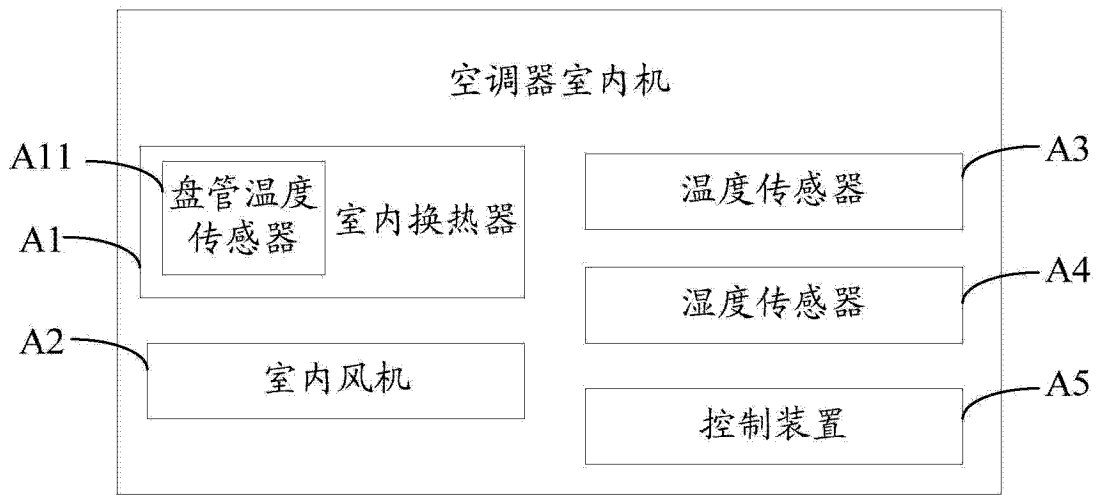 空调器室内机
A11
盘管温度
传感器
室内换热器
A1
A2
室内风机
A3
温度传感器
A4
湿度传感器
A5
控制装置